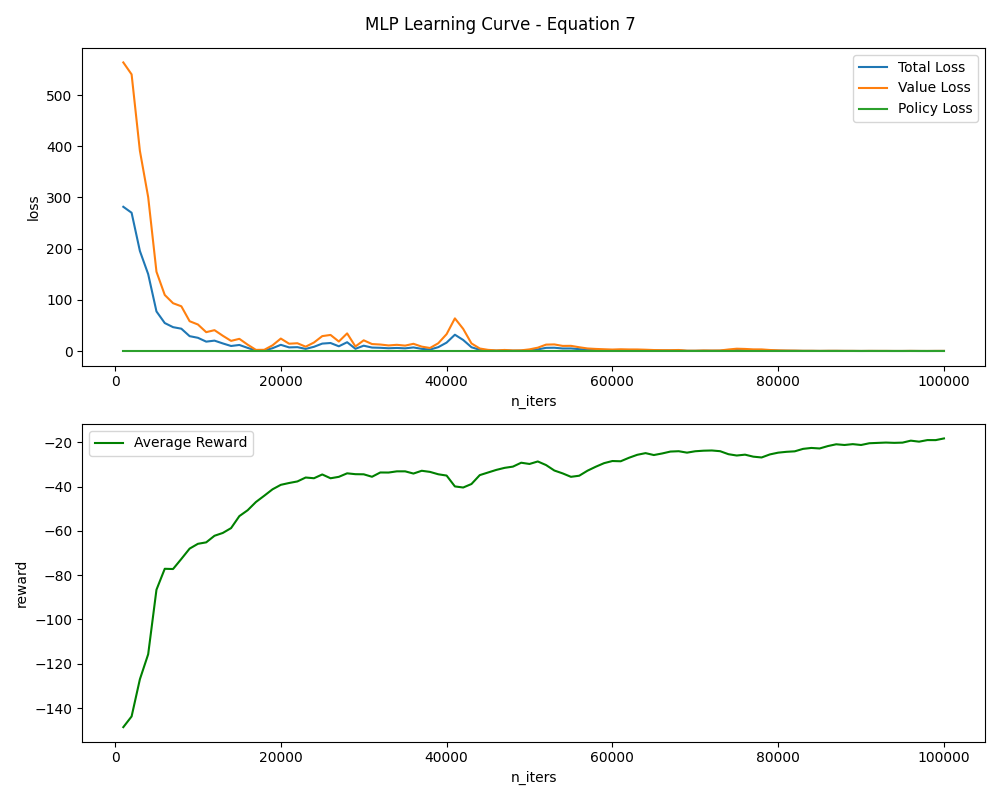 MLP Learning Curve - Equation 7
Total Loss
Value Loss
Policy Loss
500
400
300
200
100
0
loss
0 20000 40000 60000 80000 100000
n_iters
Average Reward
−20
−40
−60
−80
−100
−120
−140
reward
0 20000 40000 60000 80000 100000
n_iters